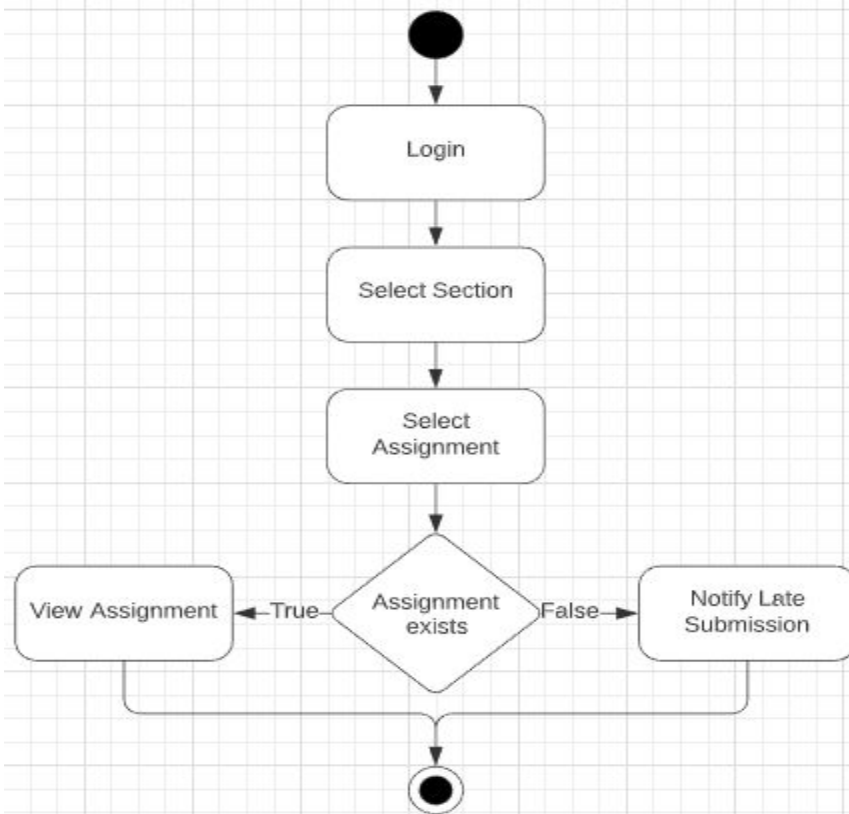 Login
Select Section
Select
Assignment
Assignment
exists
True
False
View Assignment
Notify Late
Submission